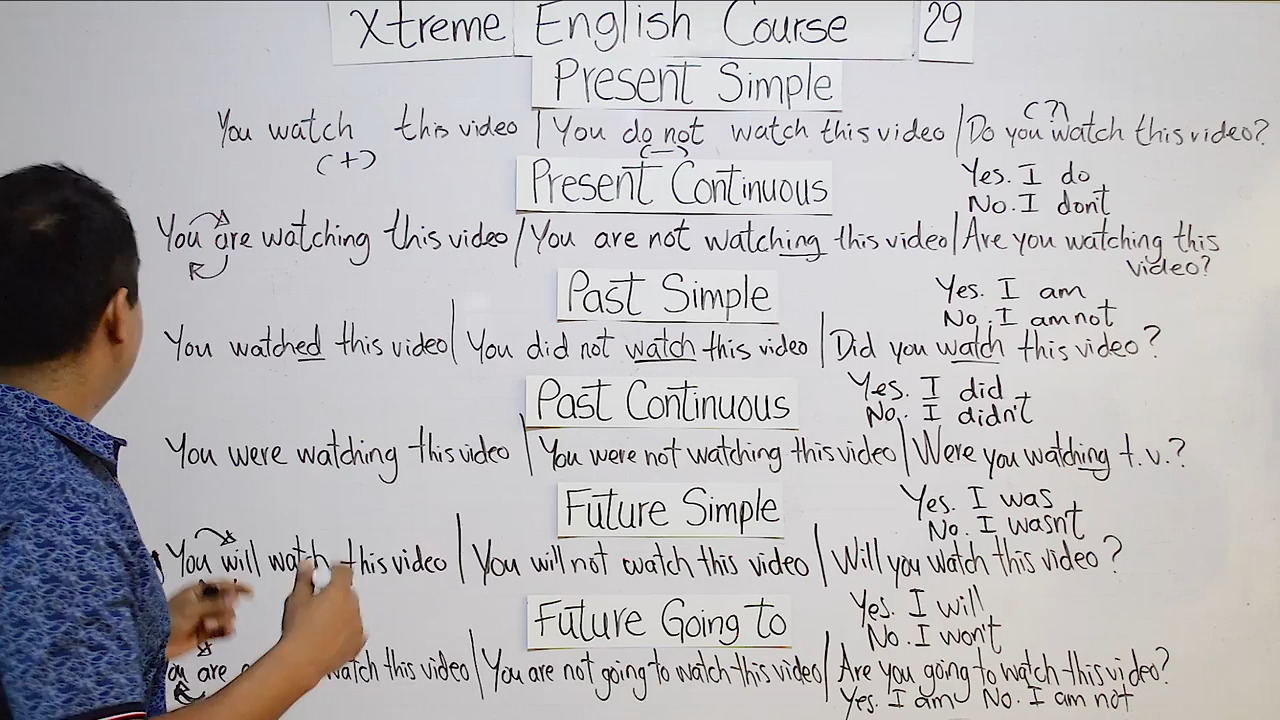 Xtreme English Course 29
Present Simple
You watch this video | You do not watch this video | Do you watch this video?
(+) (—) (?)
Yes. I do
No. I don't
Present Continuous
You are watching this video / You are not watching this video | Are you watching this video?
Yes. I am
No. I am not
Past Simple
You watched this video | You did not watch this video | Did you watch this video?
Yes. I did
No. I didn't
Past Continuous
You were watching this video | You were not watching this video | Were you watching t.v.?
Yes. I was
No. I wasn't
Future Simple
You will watch this video | You will not watch this video | Will you watch this video?
Yes. I will
No. I won't
Future Going to
are watch this video | You are not going to watch this video | Are you going to watch this video?
Yes. I am No. I am not